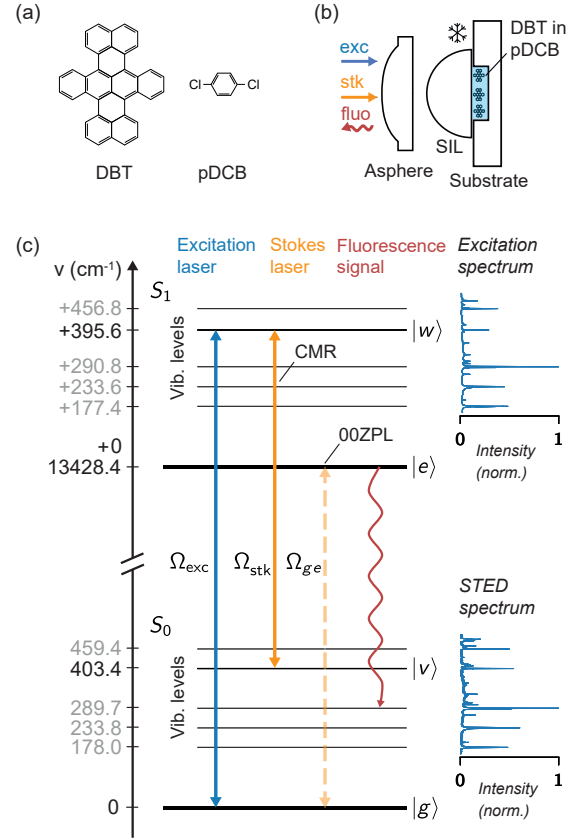 (a)
Cl
Cl
DBT
pDCB
(b)
exc
stk
fluo
Asphere
SIL
DBT in
pDCB
Substrate
(c)
ν (cm⁻¹)
Excitation
laser
Stokes
laser
Fluorescence
signal
Excitation
spectrum
S₁
Vib. levels
+456.8
+395.6
+290.8
+233.6
+177.4
+0
13428.4
|w⟩
CMR
00ZPL
|e⟩
0
1
Intensity
(norm.)
Ω_exc
Ω_stk
Ω_ge
STED
spectrum
S₀
Vib. levels
459.4
403.4
289.7
233.8
178.0
0
|v⟩
|g⟩
0
1
Intensity
(norm.)